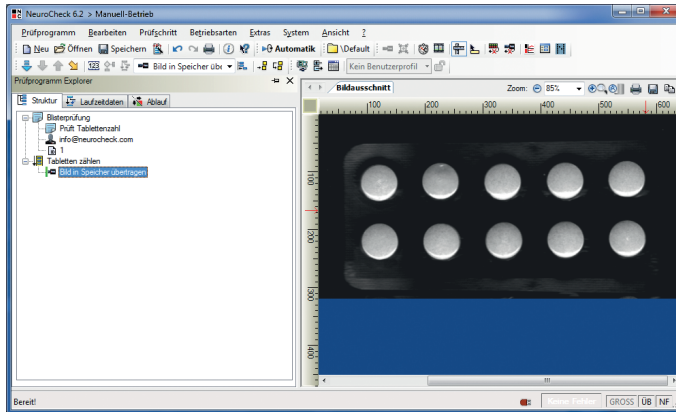 NeuroCheck 6.2 > Manuell-Betrieb
Prüfprogramm Bearbeiten Prüfschritt Betriebsarten Extras System Ansicht ?
Neu Öffnen Speichern Automatik \Default
Bild in Speicher übe Kein Benutzerprofil
Prüfprogramm Explorer
Bildausschnitt Zoom: 85%
Struktur Laufzeitdaten Ablauf
100 200 300 400 500 600
Blisterprüfung
Prüft Tablettenzahl
info@neurocheck.com
1
Tabletten zählen
Bild in Speicher übertragen
100
200
300
400
Bereit! Keine Fehler GROSS ÜB NF